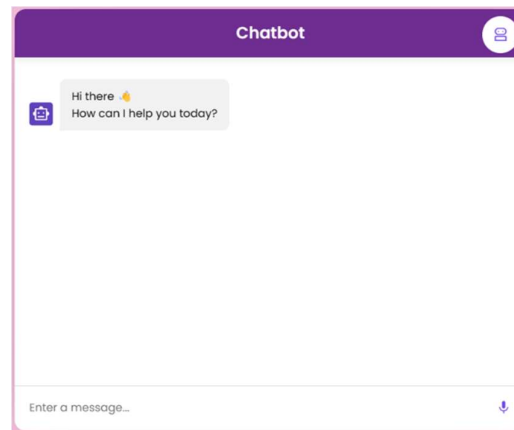 Chatbot
Hi there 👋
How can I help you today?
Enter a message...